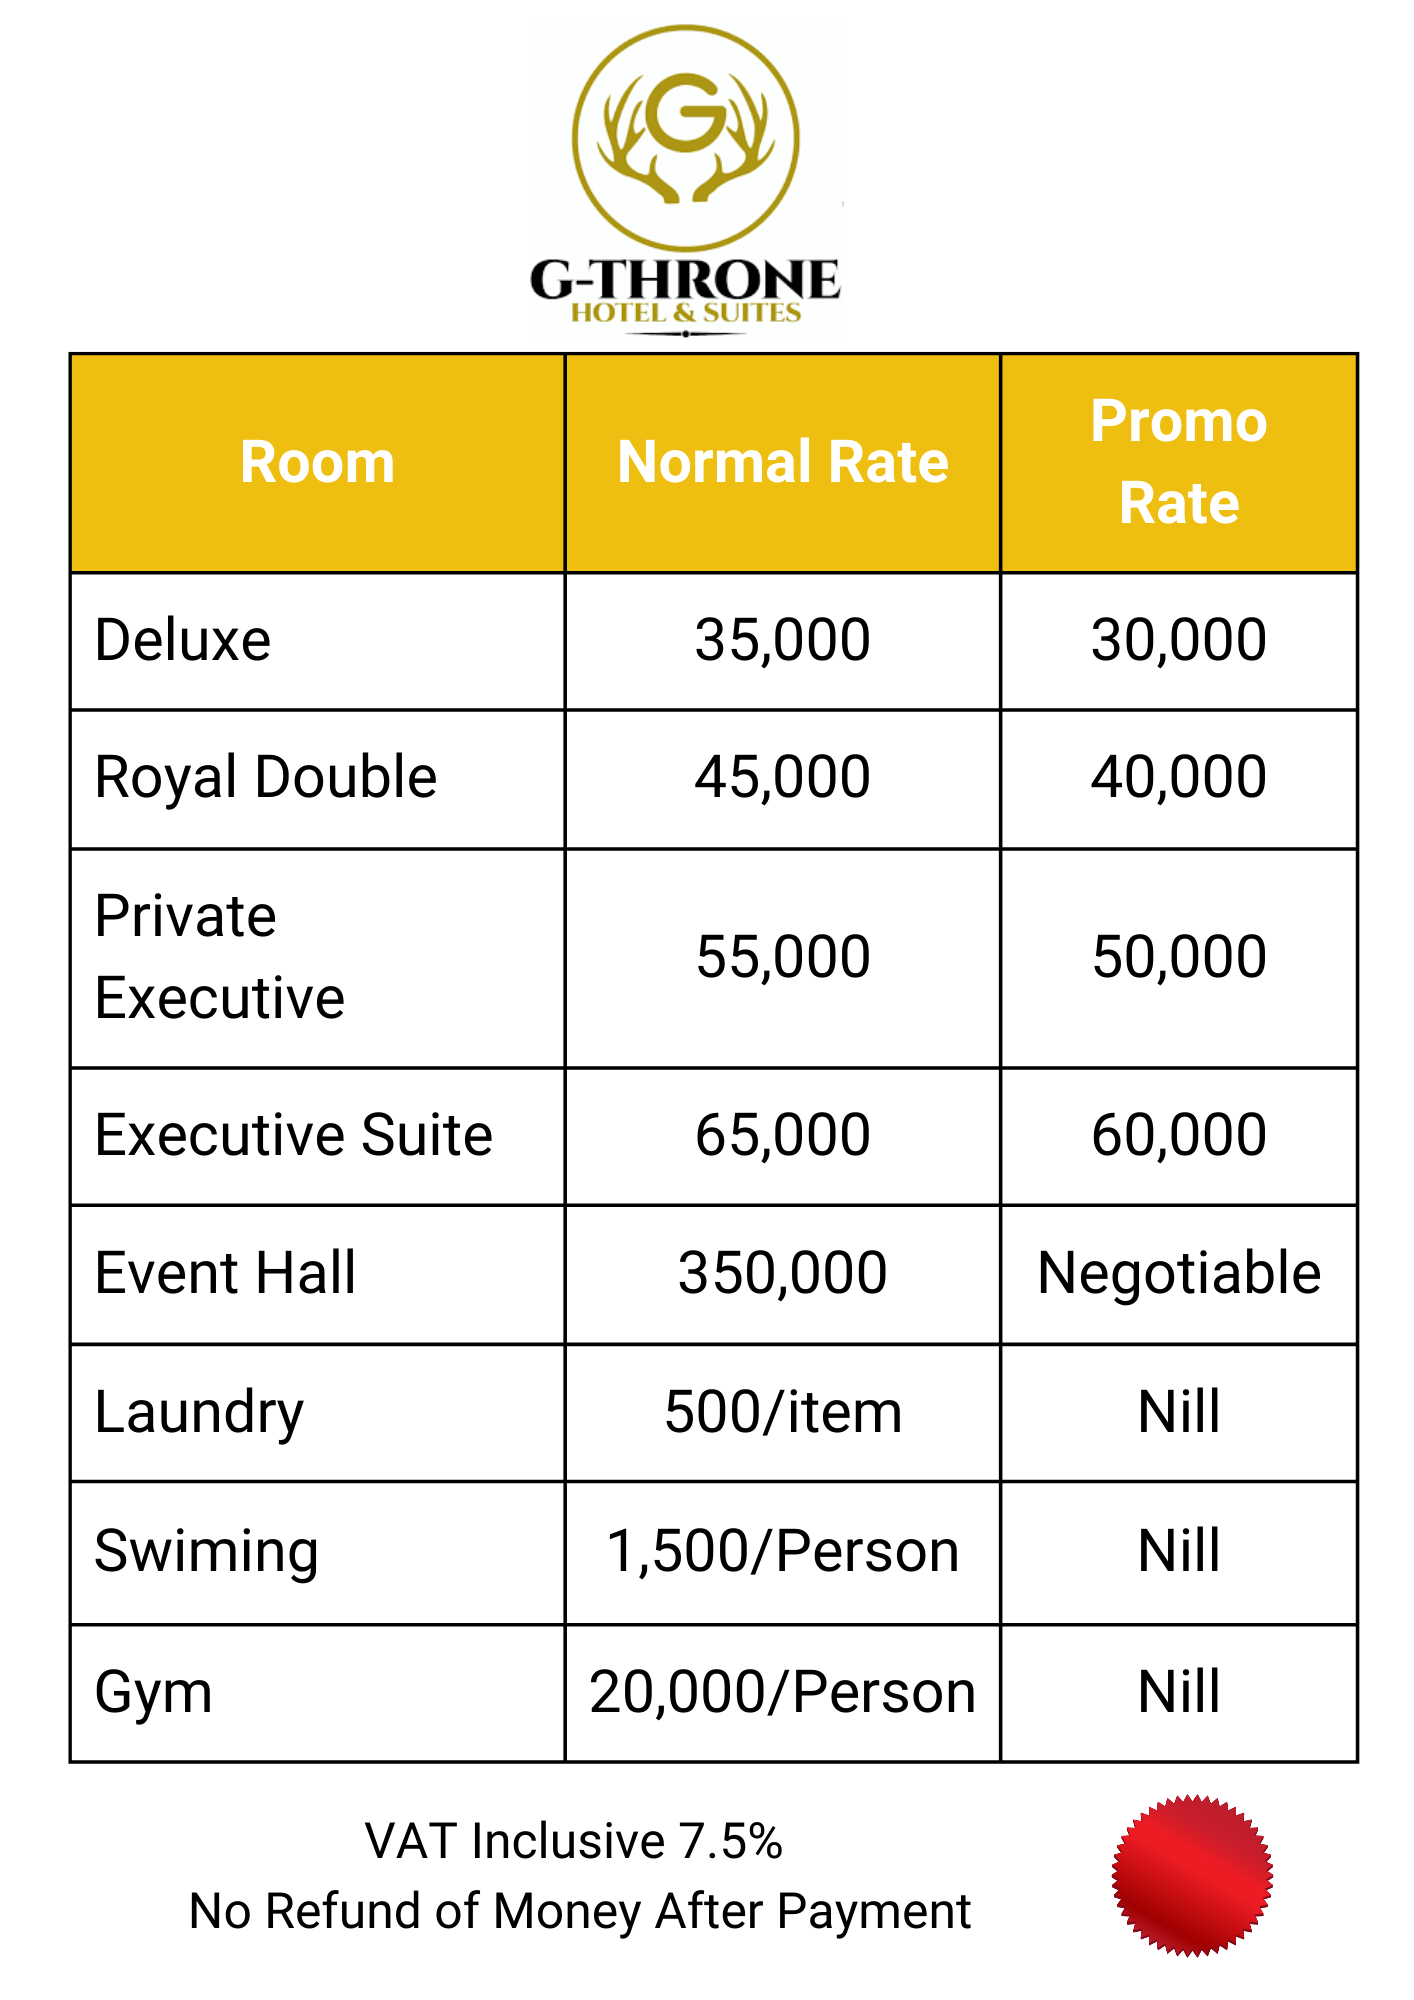 G
G-THRONE
HOTEL & SUITES
Room
Normal Rate
Promo
Rate
Deluxe
35,000
30,000
Royal Double
45,000
40,000
Private
Executive
55,000
50,000
Executive Suite
65,000
60,000
Event Hall
350,000
Negotiable
Laundry
500/item
Nill
Swiming
1,500/Person
Nill
Gym
20,000/Person
Nill
VAT Inclusive 7.5%
No Refund of Money After Payment